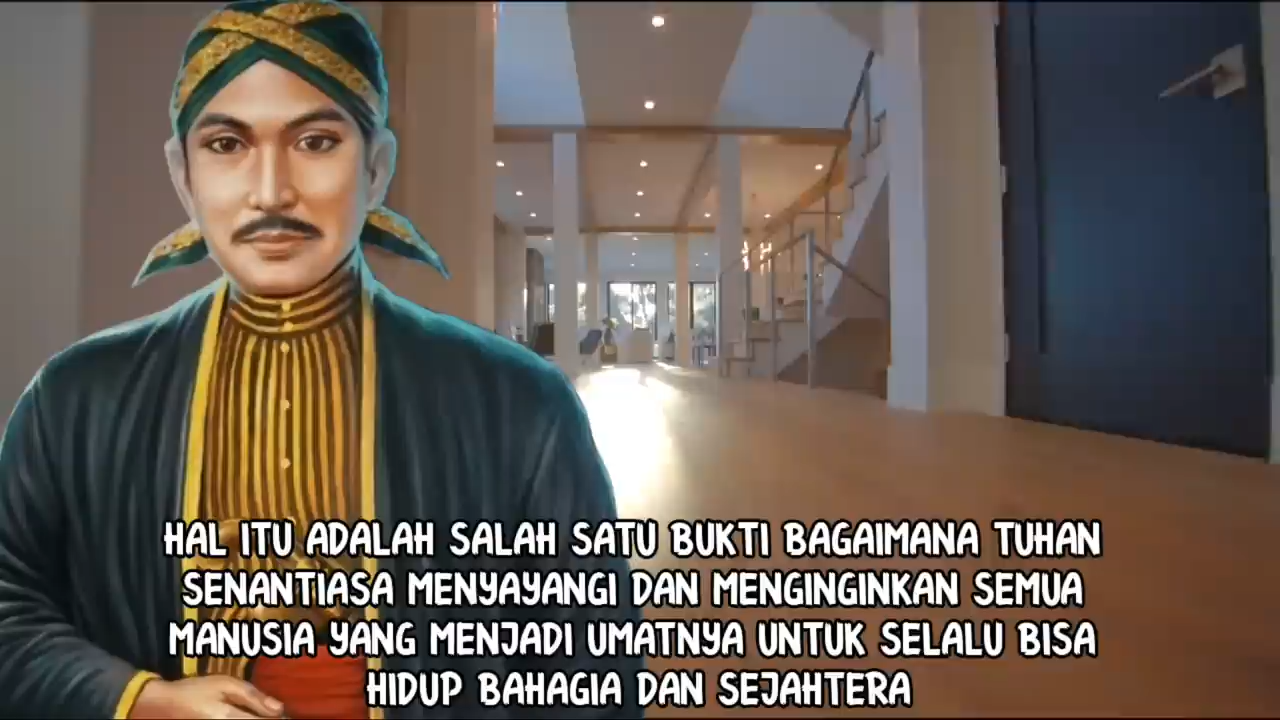 HAL ITU ADALAH SALAH SATU BUKTI BAGAIMANA TUHAN
SENANTIASA MENYAYANGI DAN MENGINGINKAN SEMUA
MANUSIA YANG MENJADI UMATNYA UNTUK SELALU BISA
HIDUP BAHAGIA DAN SEJAHTERA